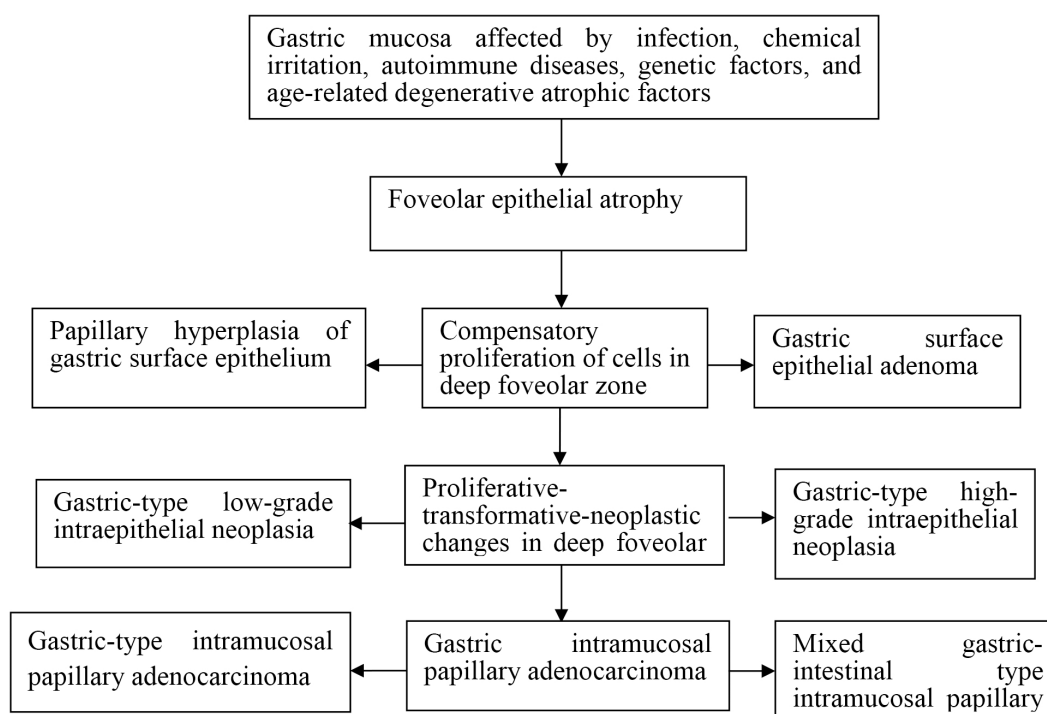 Gastric mucosa affected by infection, chemical
irritation, autoimmune diseases, genetic factors, and
age-related degenerative atrophic factors
Foveolar epithelial atrophy
Papillary hyperplasia of
gastric surface epithelium
Compensatory
proliferation of cells in
deep foveolar zone
Gastric surface
epithelial adenoma
Gastric-type low-grade
intraepithelial neoplasia
Proliferative-
transformative-neoplastic
changes in deep foveolar
Gastric-type high-
grade intraepithelial
neoplasia
Gastric-type intramucosal
papillary adenocarcinoma
Gastric intramucosal
papillary adenocarcinoma
Mixed gastric-
intestinal type
intramucosal papillary